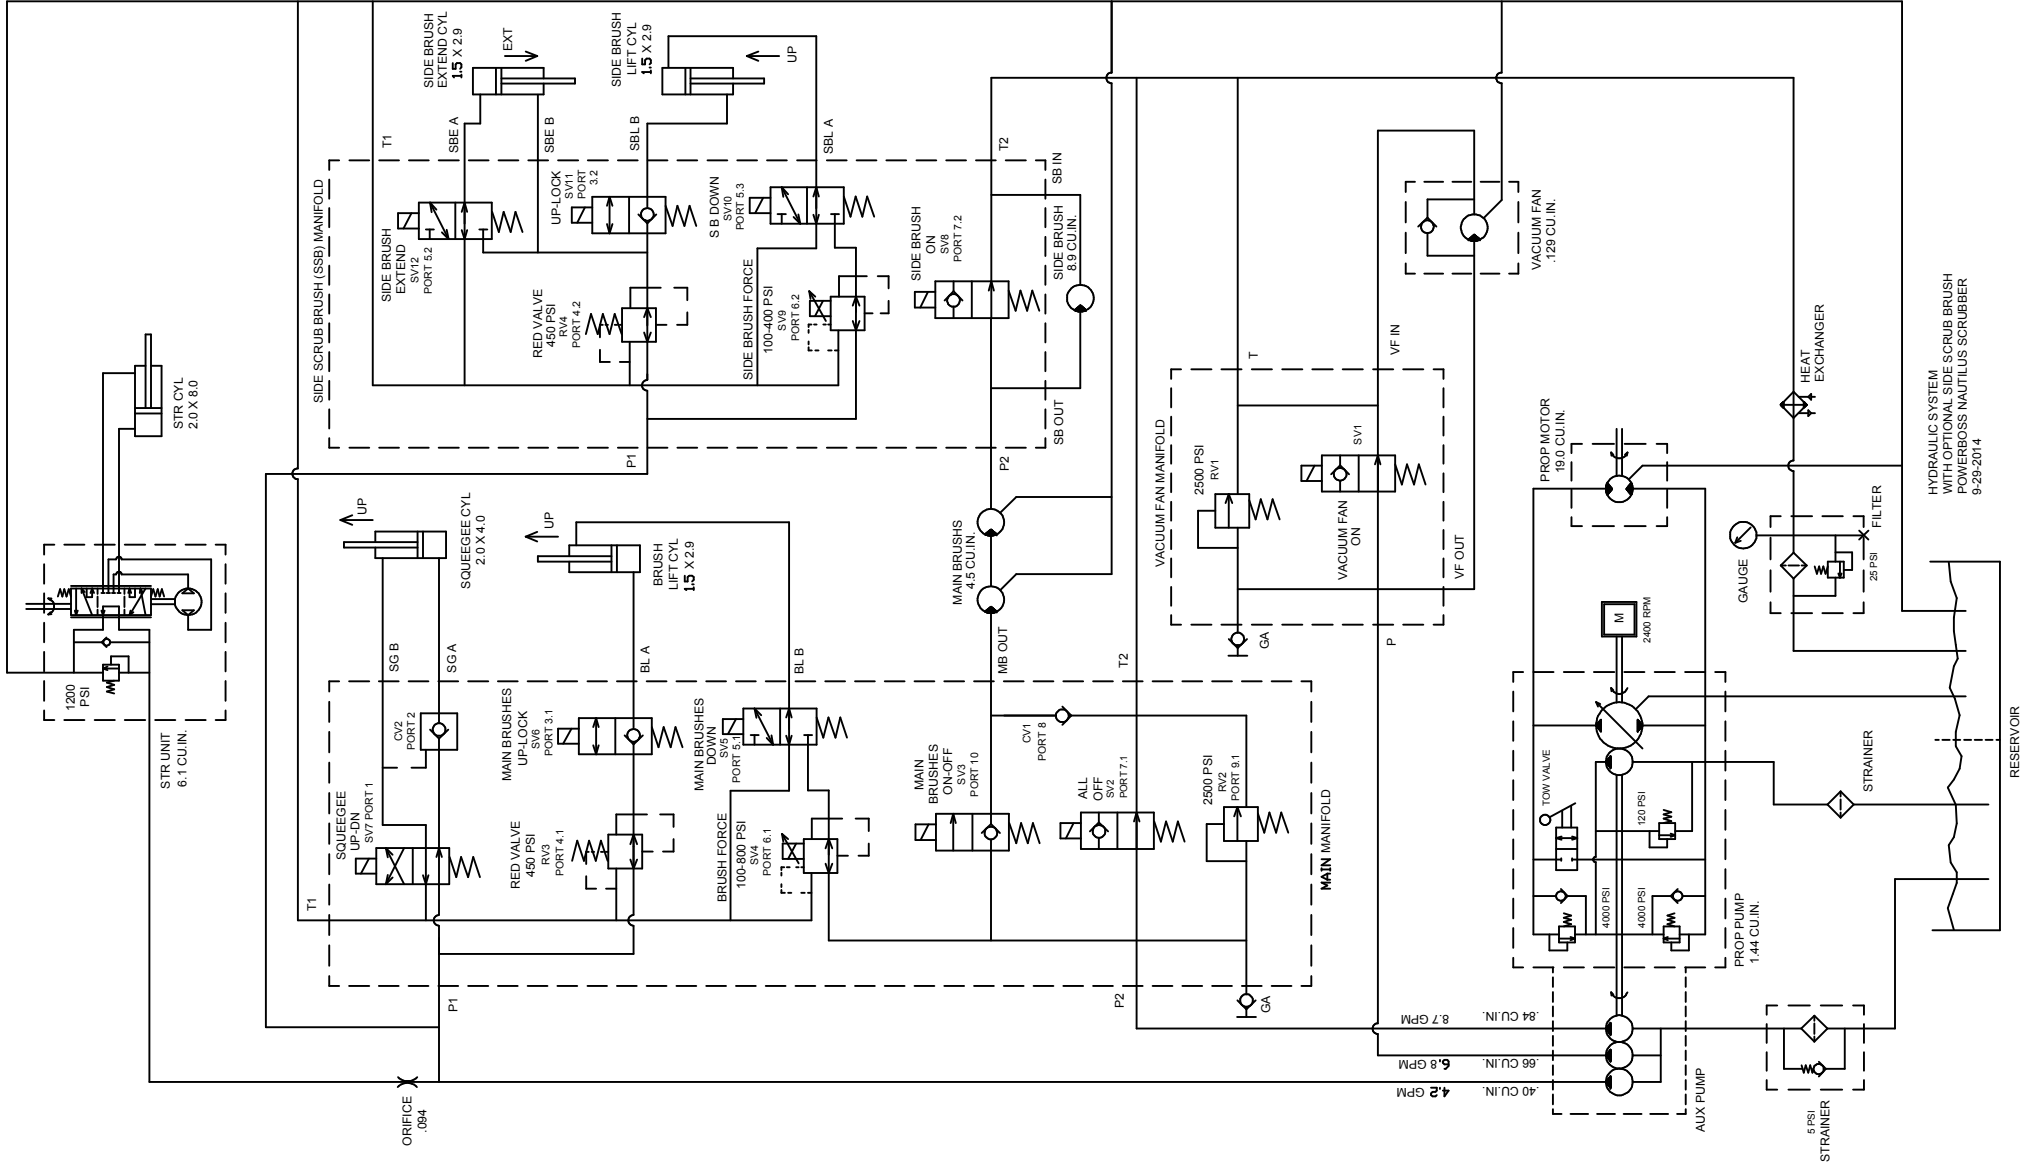 STR UNIT
6.1 CU.IN.
1200
PSI
STR CYL
2.0 X 8.0
ORIFICE
.094
P1
T1
SQUEEGEE
UP-DN
SV7 PORT 1
CV2
PORT 2
SG B
SG A
SQUEEGEE CYL
2.0 X 4.0
UP
RED VALVE
450 PSI
RV3
PORT 4.1
MAIN BRUSHES
UP-LOCK
SV6
PORT 3.1
BL A
BRUSH
LIFT CYL
1.5 X 2.9
UP
BRUSH FORCE
100-800 PSI
SV4
PORT 6.1
MAIN BRUSHES
DOWN
SV5
PORT 5.1
BL B
MAIN
BRUSHES
ON-OFF
SV3
PORT 10
CV1
PORT 8
ALL
OFF
SV2
PORT 7.1
2500 PSI
RV2
PORT 9.1
MAIN MANIFOLD
MB OUT
T2
P2
GA
MAIN BRUSHS
4.5 CU.IN.
SIDE SCRUB BRUSH (SSB) MANIFOLD
P1
T1
SIDE BRUSH
EXTEND
SV12
PORT 5.2
SBE A
SBE B
SIDE BRUSH
EXTEND CYL
1.5 X 2.9
EXT
RED VALVE
450 PSI
RV4
PORT 4.2
UP-LOCK
SV11
PORT
3.2
SBL B
SIDE BRUSH
LIFT CYL
1.5 X 2.9
UP
SIDE BRUSH FORCE
100-400 PSI
SV9
PORT 6.2
S B DOWN
SV10
PORT 5.3
SBL A
SIDE BRUSH
ON
SV8
PORT 7.2
P2
T2
SB OUT
SB IN
SIDE BRUSH
8.9 CU.IN.
VACUUM FAN MANIFOLD
2500 PSI
RV1
VACUUM FAN
ON
SV1
GA
P
T
VF OUT
VF IN
VACUUM FAN
.129 CU.IN.
8.7 GPM
.84 CU.IN.
6.8 GPM
.66 CU.IN.
4.2 GPM
.40 CU.IN.
AUX PUMP
PROP PUMP
1.44 CU.IN.
4000 PSI
4000 PSI
TOW VALVE
120 PSI
M
2400 RPM
PROP MOTOR
19.0 CU.IN.
GAUGE
25 PSI
FILTER
HEAT
EXCHANGER
5 PSI
STRAINER
STRAINER
RESERVOIR
HYDRAULIC SYSTEM
WITH OPTIONAL SIDE SCRUB BRUSH
POWERBOSS NAUTILUS SCRUBBER
9-29-2014